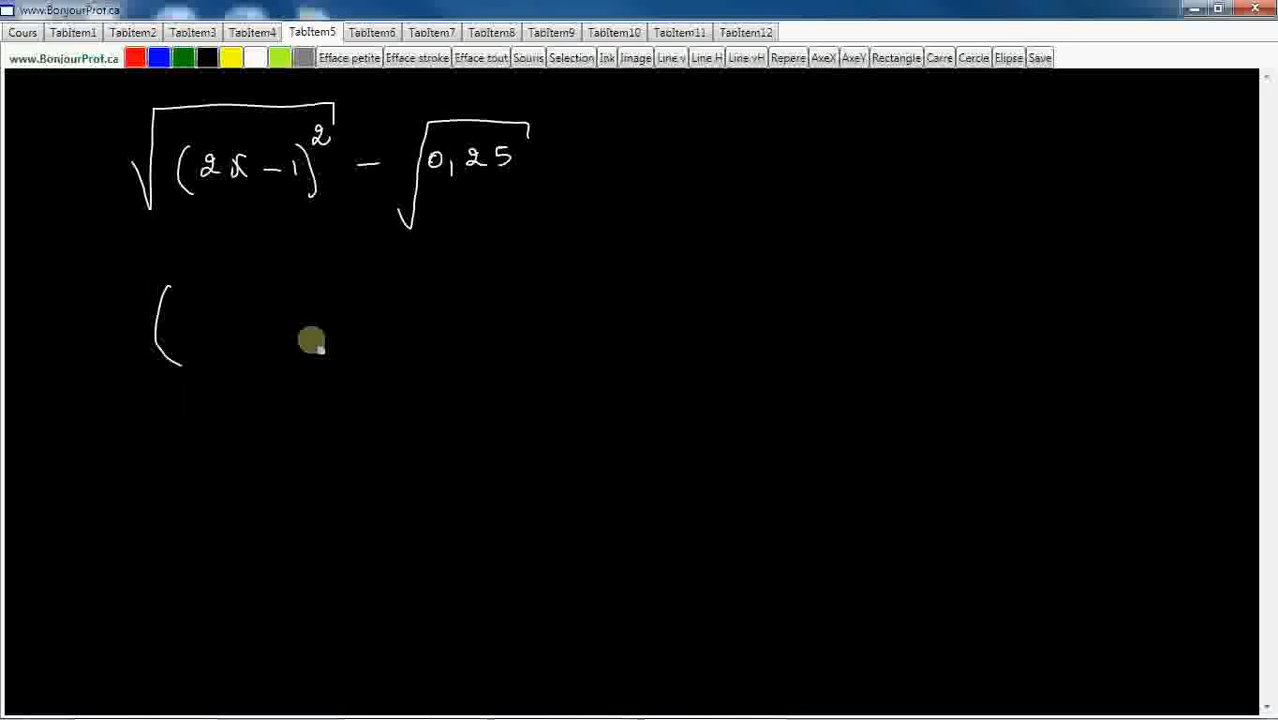 www.BonjourProf.ca
Cours TabItem1 TabItem2 TabItem3 TabItem4 TabItem5 TabItem6 TabItem7 TabItem8 TabItem9 TabItem10 TabItem11 TabItem12
www.BonjourProf.ca Efface petite Efface stroke Efface tout Souris Selection Ink Image Line v Line H Line vH Repere AxeX AxeY Rectangle Carre Cercle Elipse Save
√(2x-1)² - √0,25
(